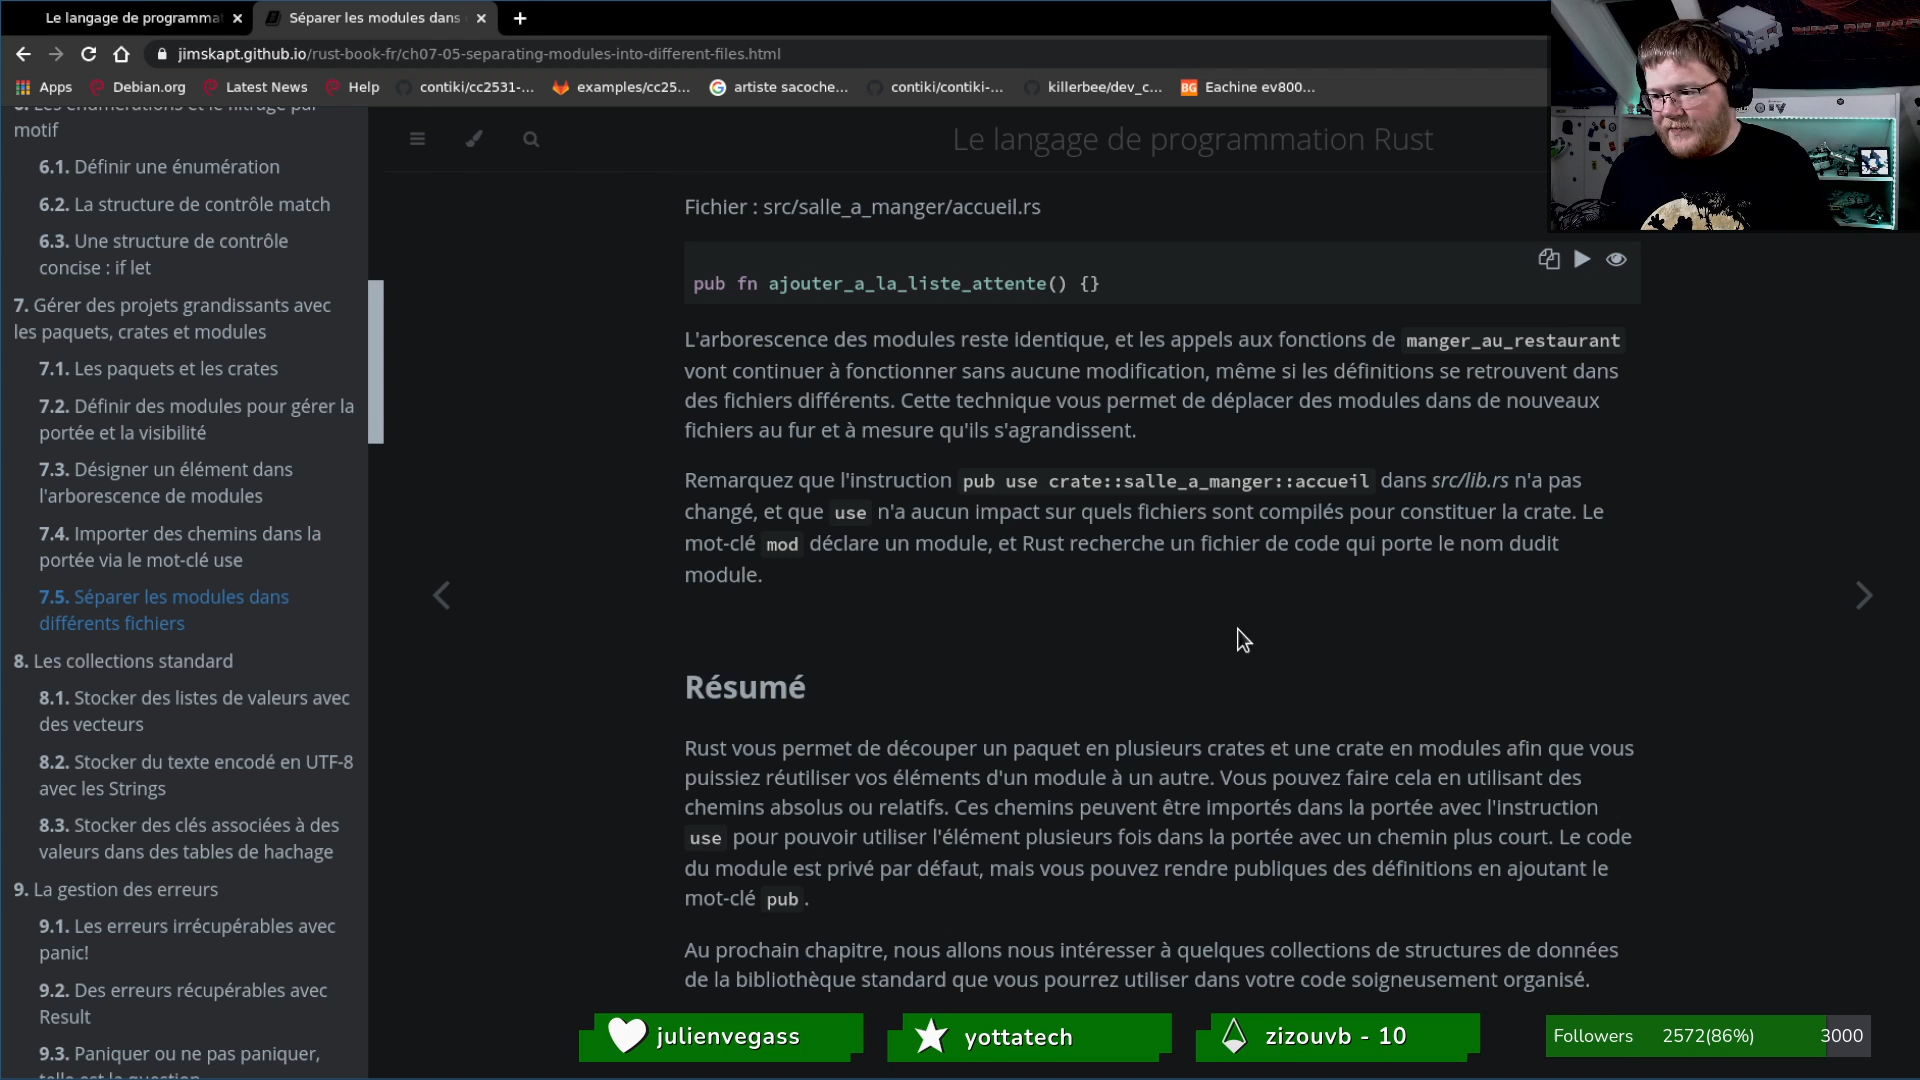 Le langage de programma
Séparer les modules dans
jimskapt.github.io/rust-book-fr/ch07-05-separating-modules-into-different-files.html
Apps
Debian.org
Latest News
Help
contiki/cc2531-...
examples/cc25...
artiste sacoche...
contiki/contiki-...
killerbee/dev_c...
BG
Eachine ev800...
6. Les énumérations et le filtrage par
motif
6.1. Définir une énumération
6.2. La structure de contrôle match
6.3. Une structure de contrôle
concise : if let
7. Gérer des projets grandissants avec
les paquets, crates et modules
7.1. Les paquets et les crates
7.2. Définir des modules pour gérer la
portée et la visibilité
7.3. Désigner un élément dans
l'arborescence de modules
7.4. Importer des chemins dans la
portée via le mot-clé use
7.5. Séparer les modules dans
différents fichiers
8. Les collections standard
8.1. Stocker des listes de valeurs avec
des vecteurs
8.2. Stocker du texte encodé en UTF-8
avec les Strings
8.3. Stocker des clés associées à des
valeurs dans des tables de hachage
9. La gestion des erreurs
9.1. Les erreurs irrécupérables avec
panic!
9.2. Des erreurs récupérables avec
Result
9.3. Paniquer ou ne pas paniquer,
telle est la question
Le langage de programmation Rust
Fichier : src/salle_a_manger/accueil.rs
pub fn ajouter_a_la_liste_attente() {}
L'arborescence des modules reste identique, et les appels aux fonctions de manger_au_restaurant
vont continuer à fonctionner sans aucune modification, même si les définitions se retrouvent dans
des fichiers différents. Cette technique vous permet de déplacer des modules dans de nouveaux
fichiers au fur et à mesure qu'ils s'agrandissent.
Remarquez que l'instruction pub use crate::salle_a_manger::accueil dans src/lib.rs n'a pas
changé, et que use n'a aucun impact sur quels fichiers sont compilés pour constituer la crate. Le
mot-clé mod déclare un module, et Rust recherche un fichier de code qui porte le nom dudit
module.
Résumé
Rust vous permet de découper un paquet en plusieurs crates et une crate en modules afin que vous
puissiez réutiliser vos éléments d'un module à un autre. Vous pouvez faire cela en utilisant des
chemins absolus ou relatifs. Ces chemins peuvent être importés dans la portée avec l'instruction
use pour pouvoir utiliser l'élément plusieurs fois dans la portée avec un chemin plus court. Le code
du module est privé par défaut, mais vous pouvez rendre publiques des définitions en ajoutant le
mot-clé pub.
Au prochain chapitre, nous allons nous intéresser à quelques collections de structures de données
de la bibliothèque standard que vous pourrez utiliser dans votre code soigneusement organisé.
julienvegass
yottatech
zizouvb - 10
Followers 2572(86%) 3000